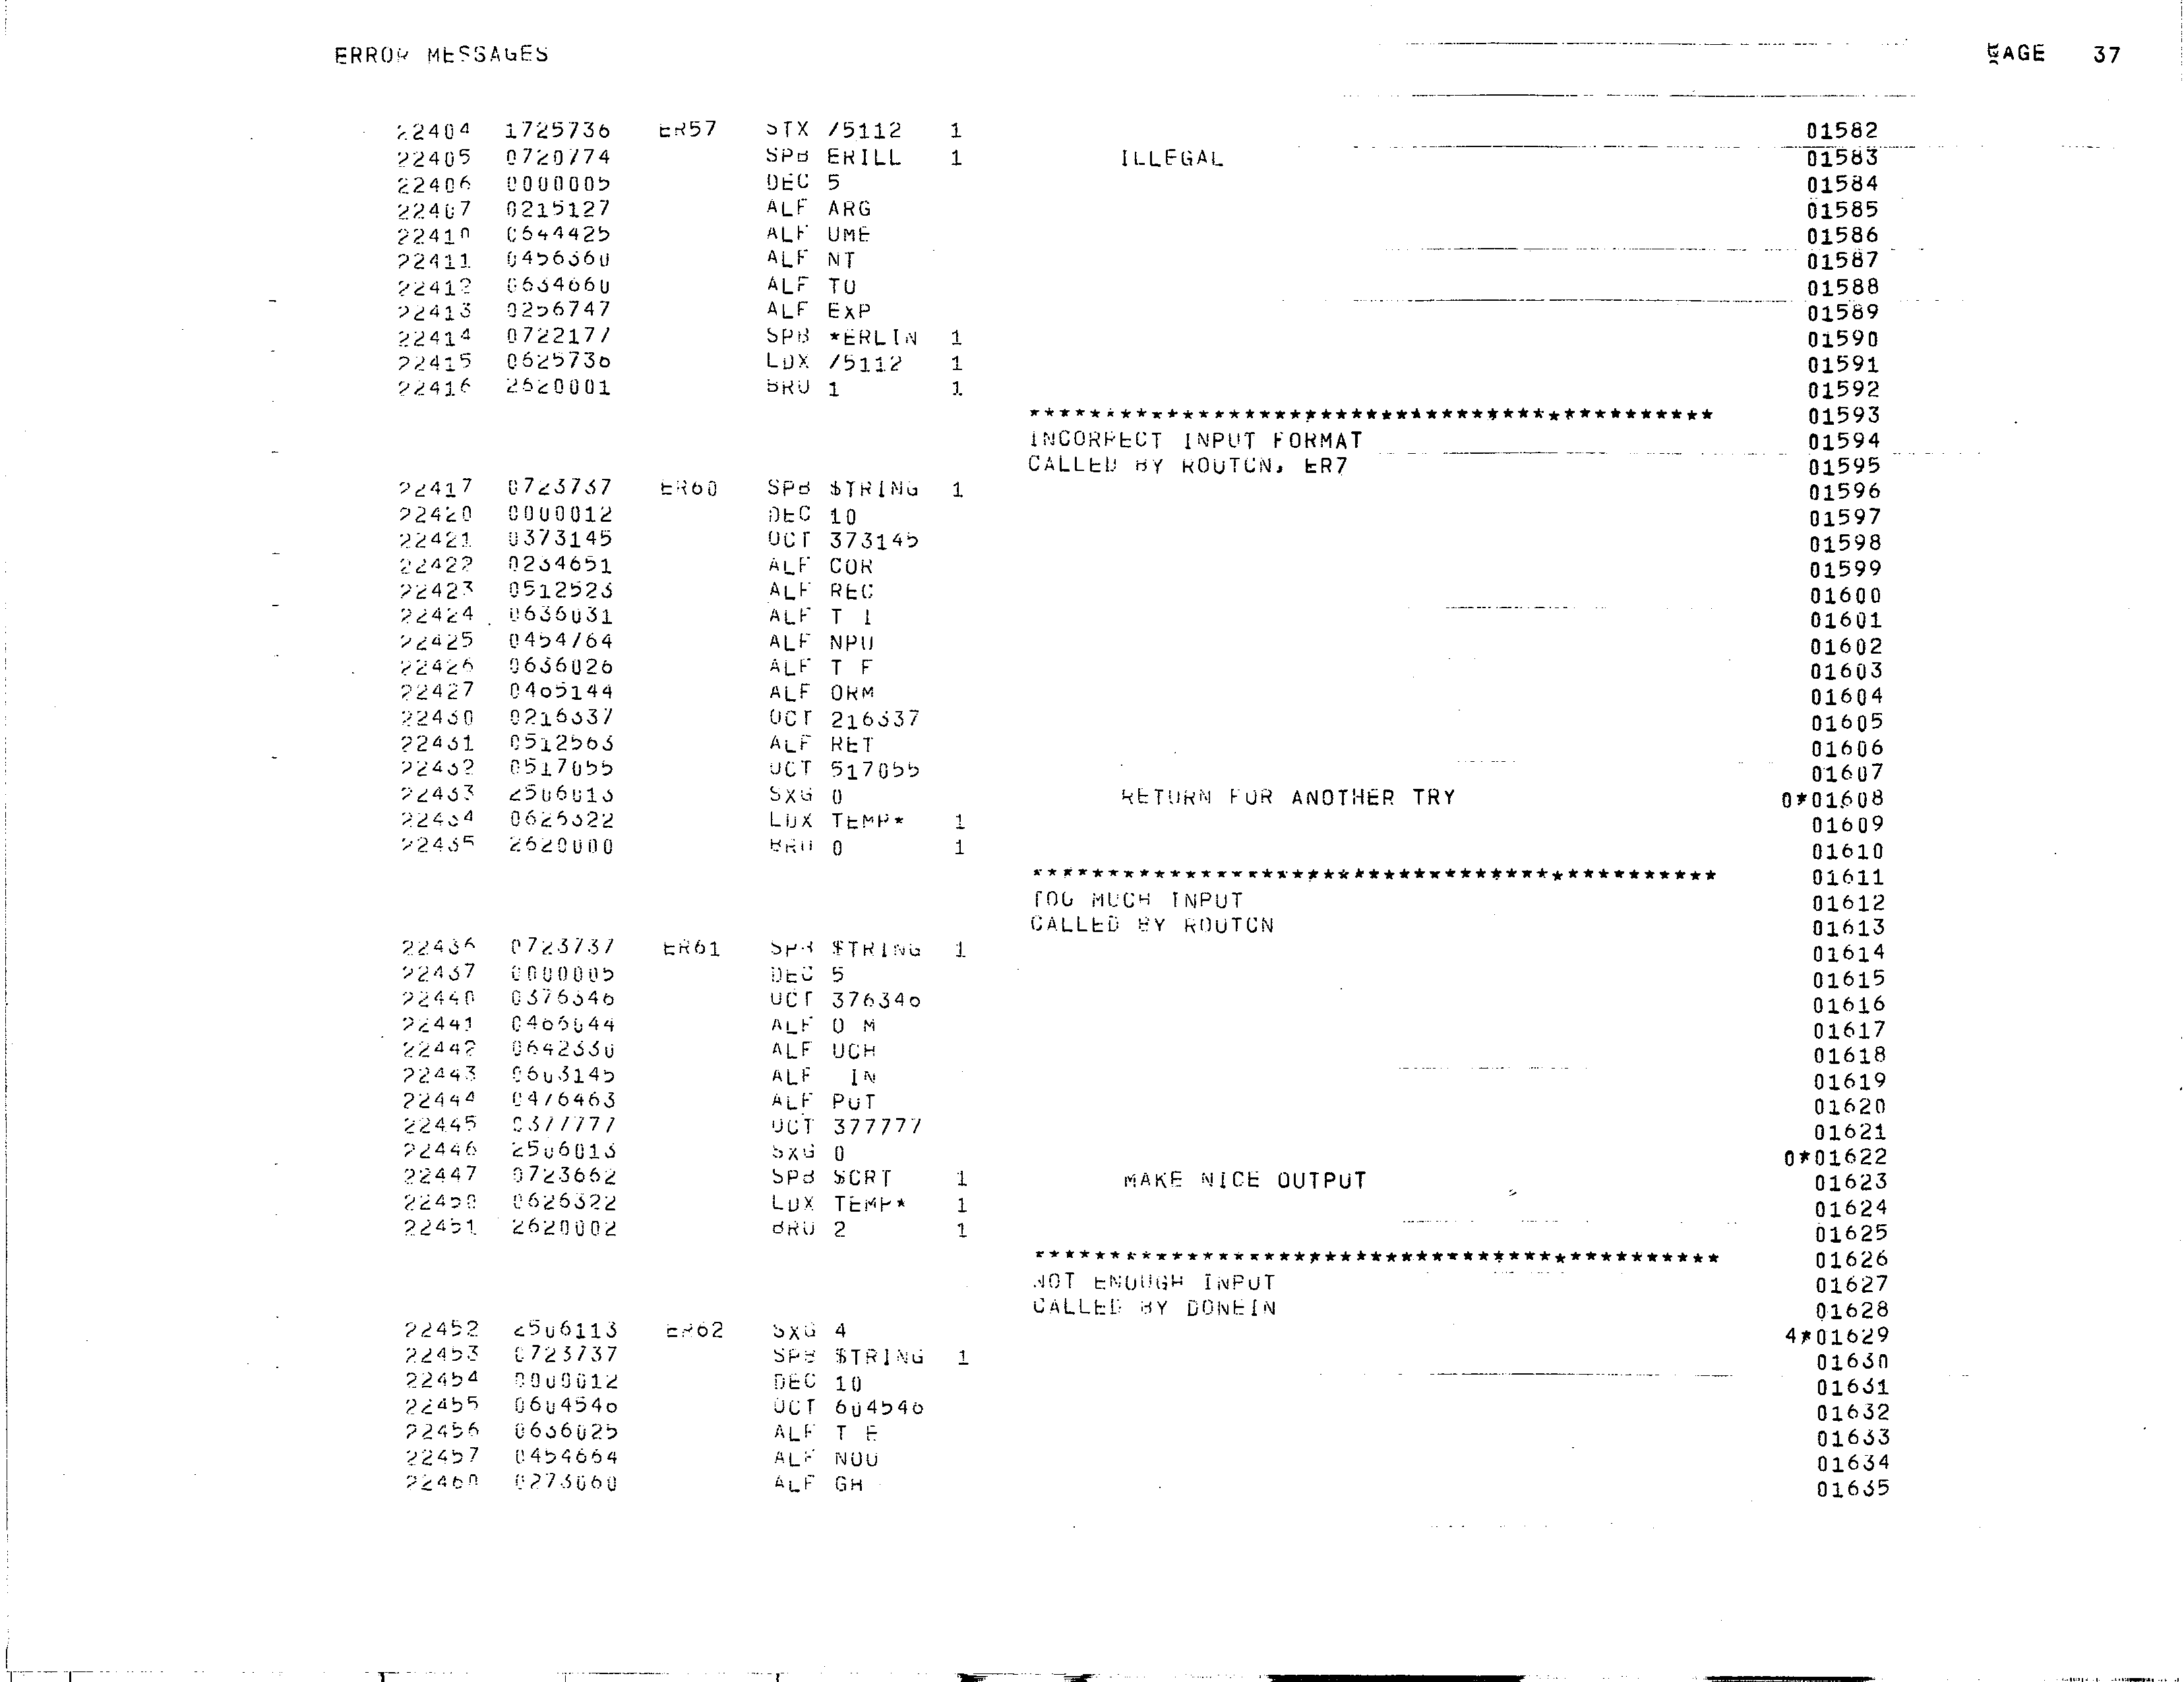 ERROR MESSAGES PAGE 37
22404 1725736 ER57 STX /5112 1 01582
22405 0720774 SPB ERILL 1 ILLEGAL 01583
22406 0000005 DEC 5 01584
22407 0215127 ALF ARG 01585
22410 0644425 ALF UME 01586
22411 0456360 ALF NT 01587
22412 0634660 ALF TO 01588
22413 0256747 ALF EXP 01589
22414 0722177 SPB *ERLIN 1 01590
22415 0625736 LDX /5112 1 01591
22416 2620001 BRU 1 1 01592
********************************************* 01593
INCORRECT INPUT FORMAT 01594
CALLED BY ROUTCN, ER7 01595
22417 0723737 ER60 SPB $TRING 1 01596
22420 0000012 DEC 10 01597
22421 0373145 OCT 373145 01598
22422 0234651 ALF COR 01599
22423 0512523 ALF REC 01600
22424 0636031 ALF T I 01601
22425 0454764 ALF NPU 01602
22426 0636026 ALF T F 01603
22427 0465144 ALF ORM 01604
22430 0216337 OCT 216337 01605
22431 0512563 ALF RET 01606
22432 0517055 OCT 517055 01607
22433 2506013 SXG 0 RETURN FOR ANOTHER TRY 0*01608
22434 0625322 LDX TEMP* 1 01609
22435 2620000 BRU 0 1 01610
********************************************* 01611
TOO MUCH INPUT 01612
CALLED BY ROUTCN 01613
22436 0723737 ER61 SPB $TRING 1 01614
22437 0000005 DEC 5 01615
22440 0376346 OCT 376346 01616
22441 0466044 ALF O M 01617
22442 0642330 ALF UCH 01618
22443 0603145 ALF  IN 01619
22444 0476463 ALF PUT 01620
22445 0377777 OCT 377777 01621
22446 2506013 SXG 0 0*01622
22447 0723662 SPB $CRT 1 MAKE NICE OUTPUT 01623
22450 0625322 LDX TEMP* 1 01624
22451 2620002 BRU 2 1 01625
********************************************* 01626
NOT ENOUGH INPUT 01627
CALLED BY DONEIN 01628
22452 2506113 ER62 SXG 4 4*01629
22453 0723737 SPB $TRING 1 01630
22454 0000012 DEC 10 01631
22455 0604546 OCT 604546 01632
22456 0636025 ALF T E 01633
22457 0454664 ALF NOU 01634
22460 0273060 ALF GH 01635